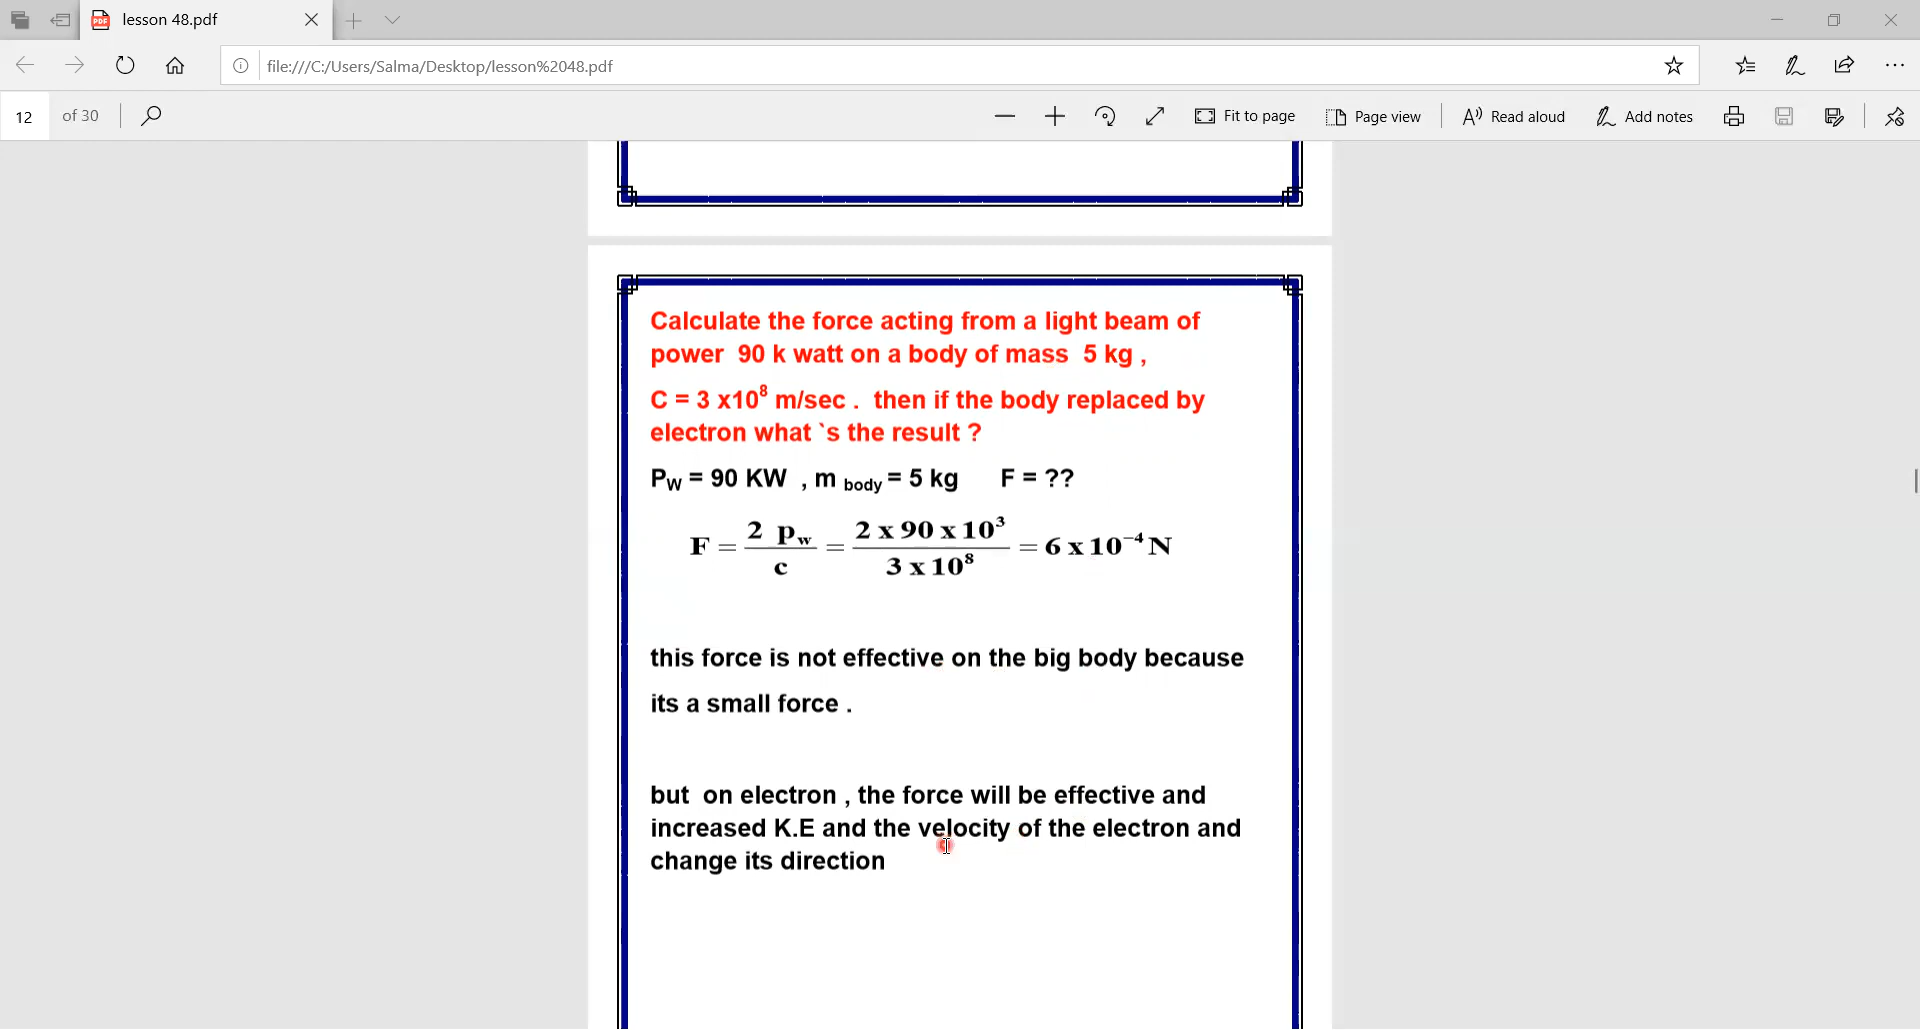 lesson 48.pdf
file:///C:/Users/Salma/Desktop/lesson%2048.pdf
12 of 30 Fit to page Page view Read aloud Add notes
Calculate the force acting from a light beam of
power 90 k watt on a body of mass 5 kg ,
C = 3 x10⁸ m/sec . then if the body replaced by
electron what `s the result ?
P_W = 90 KW , m _body = 5 kg F = ??
F = 2 p_w / c = 2 x 90 x 10³ / 3 x 10⁸ = 6 x 10⁻⁴ N
this force is not effective on the big body because
its a small force .
but on electron , the force will be effective and
increased K.E and the velocity of the electron and
change its direction